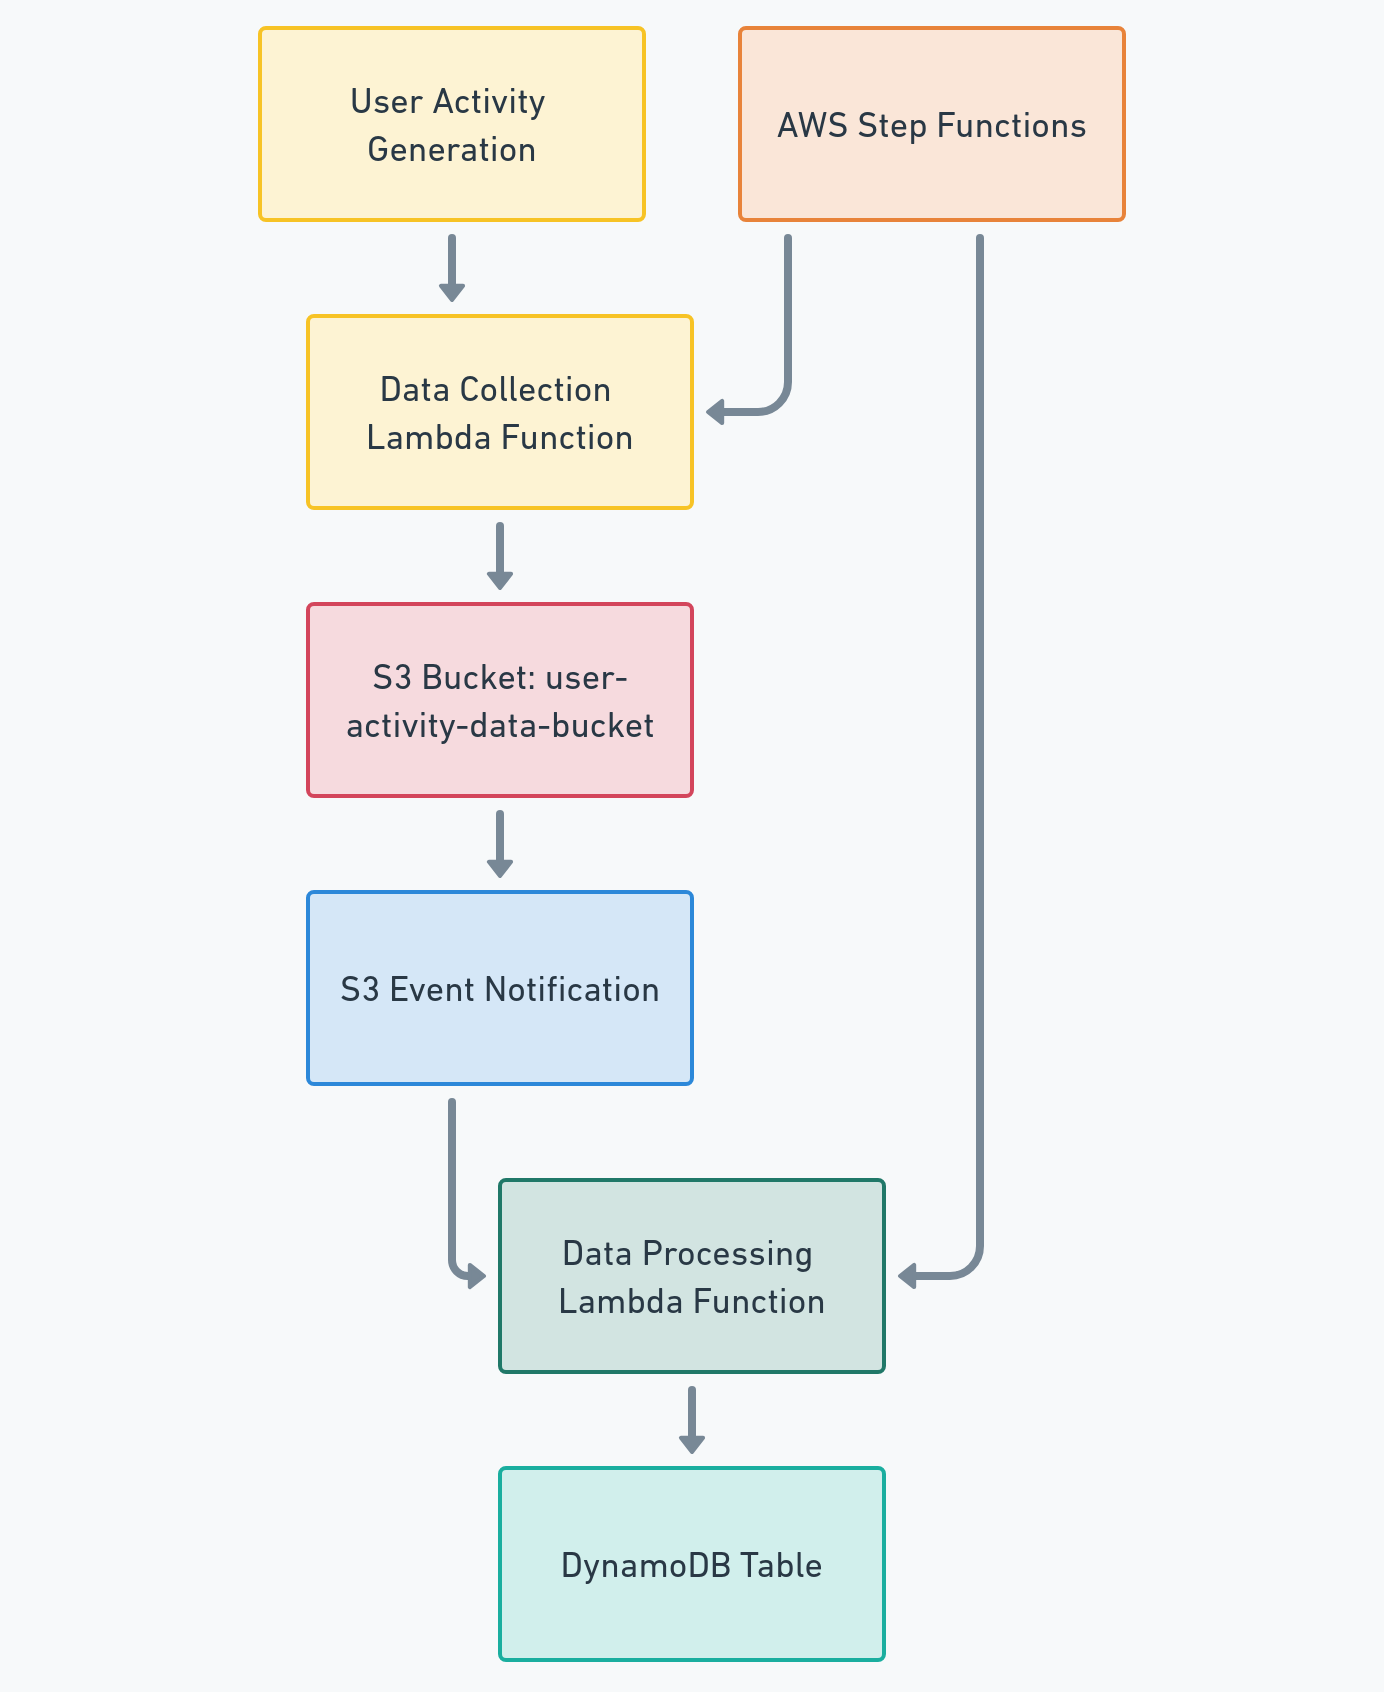 User Activity
Generation
AWS Step Functions
Data Collection
Lambda Function
S3 Bucket: user-
activity-data-bucket
S3 Event Notification
Data Processing
Lambda Function
DynamoDB Table